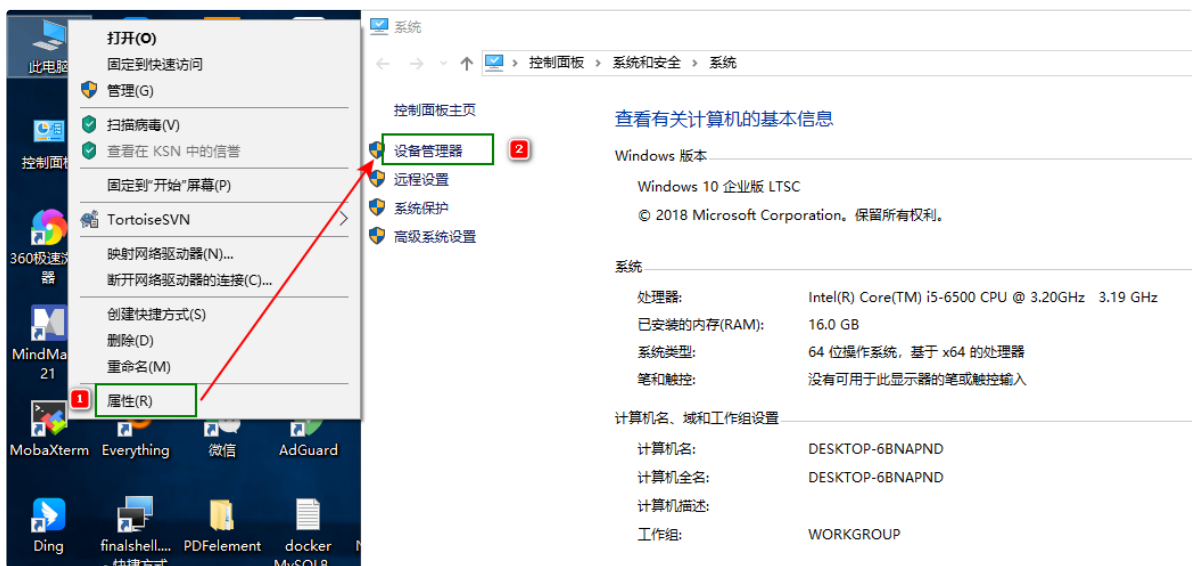 此电脑
控制面板
360极速浏
器
MindMa
21
MobaXterm
Everything
微信
AdGuard
Ding
finalshell....
- 快捷方式
PDFelement
docker
MySQL8
打开(O)
固定到快速访问
管理(G)
扫描病毒(V)
查看在 KSN 中的信誉
固定到"开始"屏幕(P)
TortoiseSVN
映射网络驱动器(N)...
断开网络驱动器的连接(C)...
创建快捷方式(S)
删除(D)
重命名(M)
1
属性(R)
系统
控制面板 › 系统和安全 › 系统
控制面板主页
设备管理器
2
远程设置
系统保护
高级系统设置
查看有关计算机的基本信息
Windows 版本
Windows 10 企业版 LTSC
© 2018 Microsoft Corporation。保留所有权利。
系统
处理器: Intel(R) Core(TM) i5-6500 CPU @ 3.20GHz 3.19 GHz
已安装的内存(RAM): 16.0 GB
系统类型: 64 位操作系统, 基于 x64 的处理器
笔和触控: 没有可用于此显示器的笔或触控输入
计算机名、域和工作组设置
计算机名: DESKTOP-6BNAPND
计算机全名: DESKTOP-6BNAPND
计算机描述:
工作组: WORKGROUP